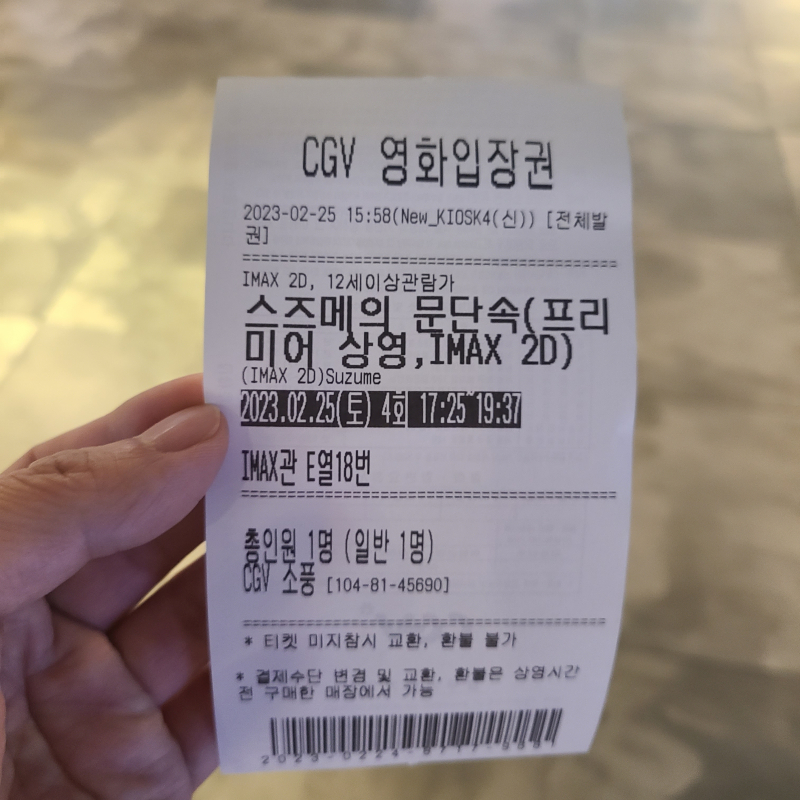 CGV 영화입장권
2023-02-25 15:58(New_KIOSK4(신)) [전체발
권]
IMAX 2D, 12세이상관람가
스즈메의 문단속(프리
미어 상영,IMAX 2D)
(IMAX 2D)Suzume
2023.02.25(토) 4회 17:25~19:37
IMAX관 E열18번
총인원 1명 (일반 1명)
CGV 소풍 [104-81-45690]
* 티켓 미지참시 교환, 환불 불가
* 결제수단 변경 및 교환, 환불은 상영시간
전 구매한 매장에서 가능